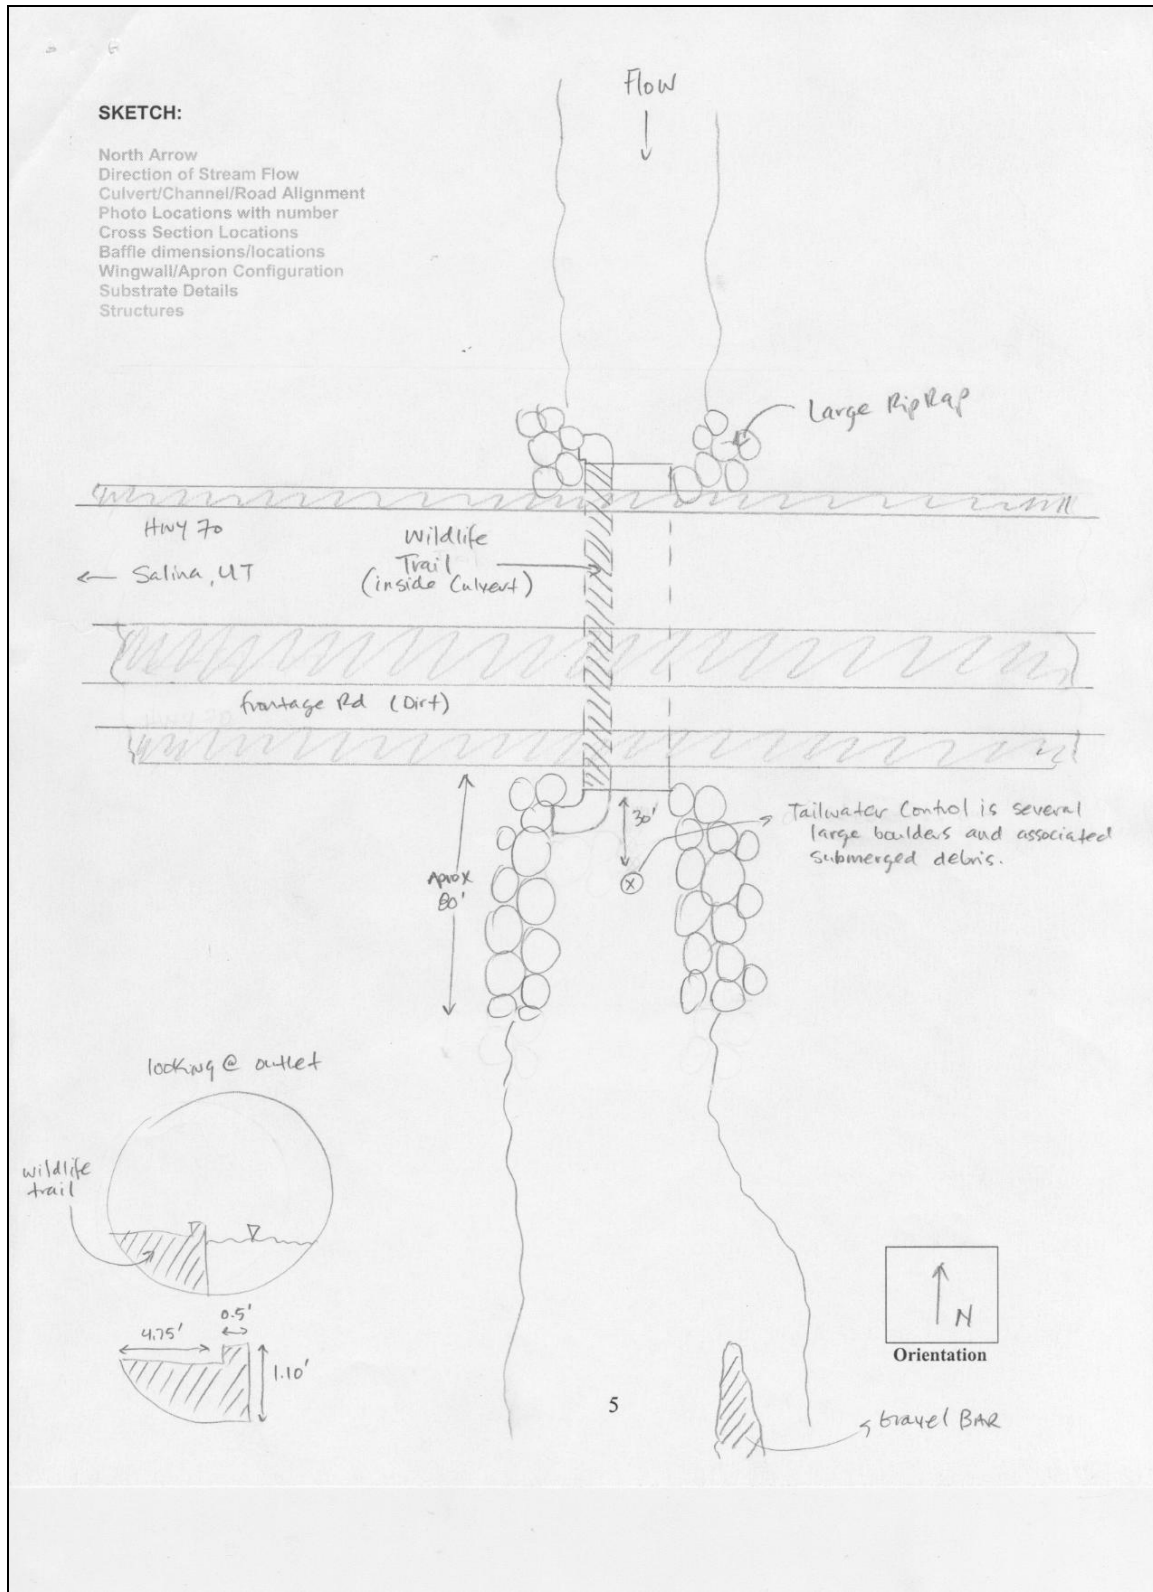 Flow
SKETCH:
North Arrow
Direction of Stream Flow
Culvert/Channel/Road Alignment
Photo Locations with number
Cross Section Locations
Baffle dimensions/locations
Wingwall/Apron Configuration
Substrate Details
Structures
Large RipRap
HWY 70
Salina, UT
Wildlife
Trail
(inside Culvert)
frontage Rd (Dirt)
30'
Tailwater Control is several
large boulders and associated
submerged debris.
Aprox
80'
X
looking @ outlet
wildlife
trail
0.5'
4.75'
1.10'
N
Orientation
5
Gravel BAR